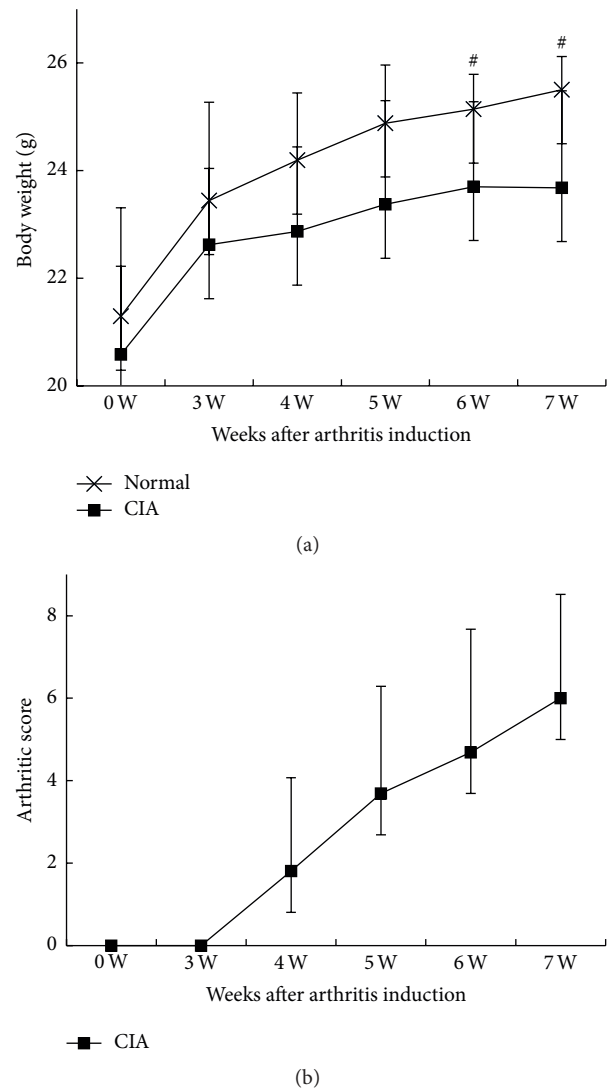 26
24
22
20
Body weight (g)
# #
0 W 3 W 4 W 5 W 6 W 7 W
Weeks after arthritis induction
Normal
CIA
(a)
8
6
4
2
0
Arthritic score
0 W 3 W 4 W 5 W 6 W 7 W
Weeks after arthritis induction
CIA
(b)